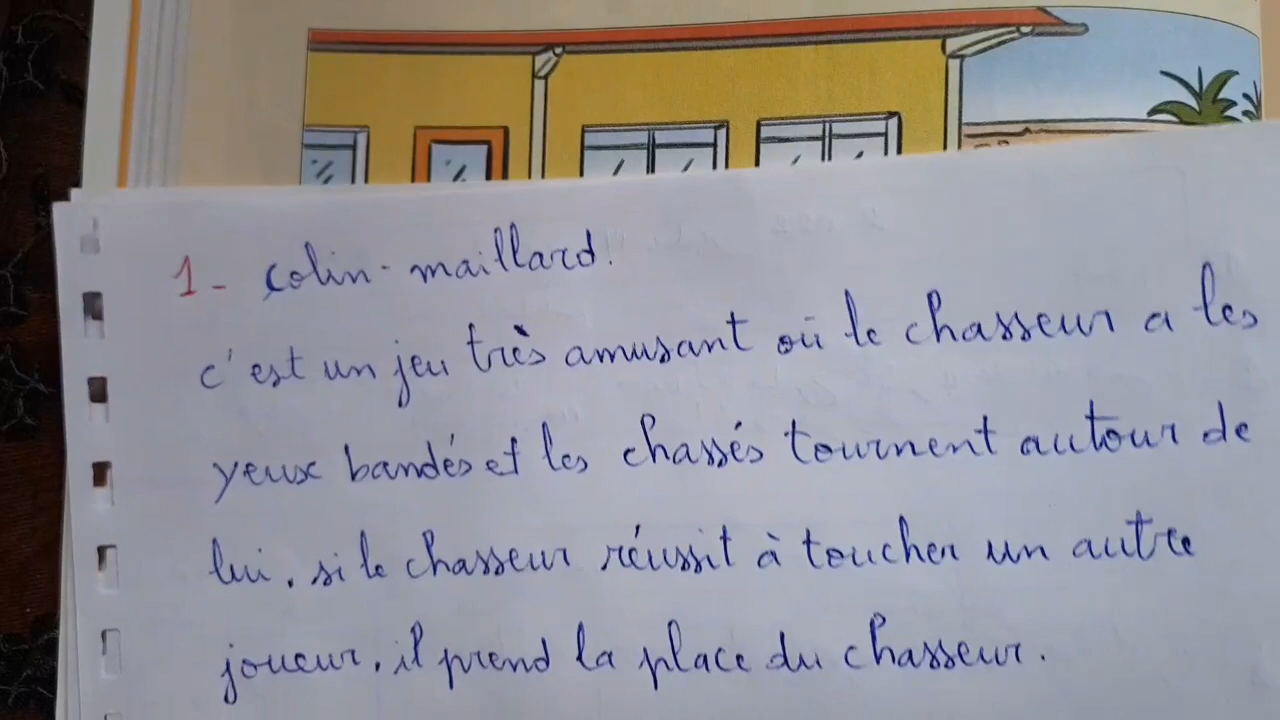 1- Colin-maillard.
c'est un jeu très amusant où le chasseur a les
yeux bandés et les chassés tournent autour de
lui. si le chasseur réussit à toucher un autre
joueur, il prend la place du chasseur.